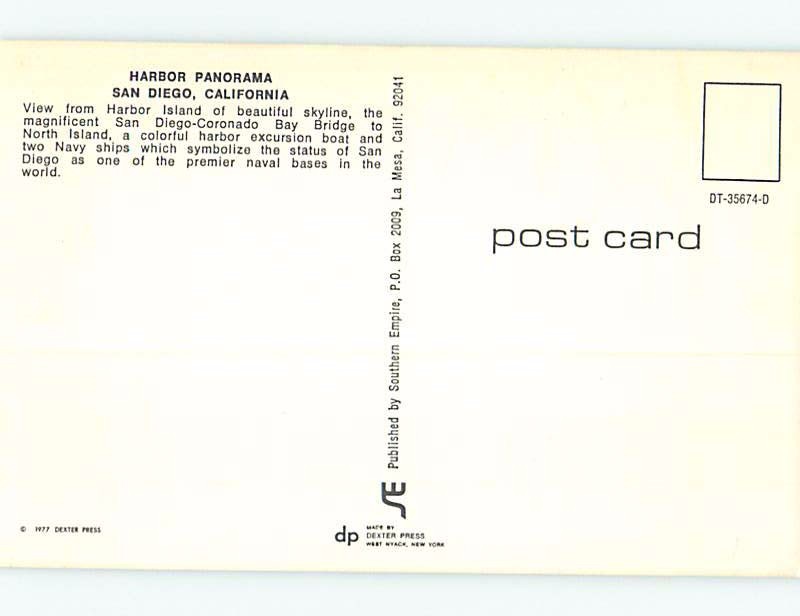 HARBOR PANORAMA
SAN DIEGO, CALIFORNIA
View from Harbor Island of beautiful skyline, the
magnificent San Diego-Coronado Bay Bridge to
North Island, a colorful harbor excursion boat and
two Navy ships which symbolize the status of San
Diego as one of the premier naval bases in the
world.
© 1977 DEXTER PRESS
Published by Southern Empire, P.O. Box 2009, La Mesa, Calif. 92041
SE
dp
MADE BY
DEXTER PRESS
WEST NYACK, NEW YORK
DT-35674-D
post card